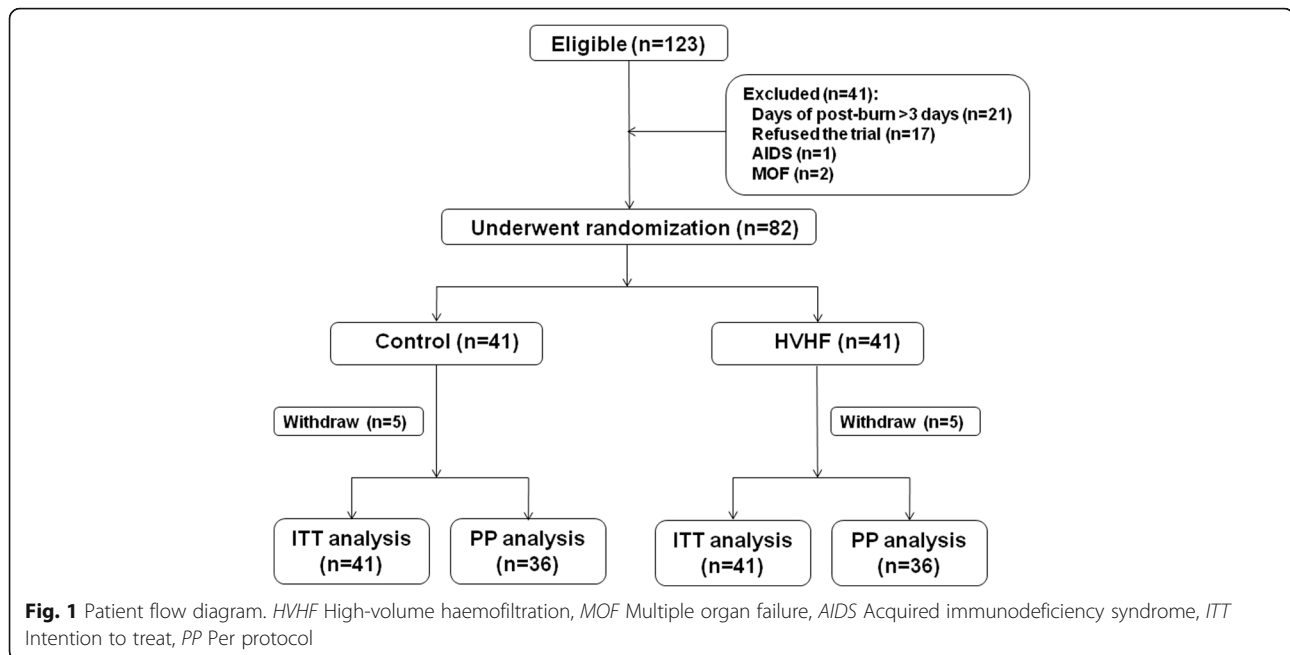 Eligible (n=123)
Excluded (n=41):
Days of post-burn >3 days (n=21)
Refused the trial (n=17)
AIDS (n=1)
MOF (n=2)
Underwent randomization (n=82)
Control (n=41)
HVHF (n=41)
Withdraw (n=5)
Withdraw (n=5)
ITT analysis
(n=41)
PP analysis
(n=36)
ITT analysis
(n=41)
PP analysis
(n=36)
Fig. 1 Patient flow diagram. HVHF High-volume haemofiltration, MOF Multiple organ failure, AIDS Acquired immunodeficiency syndrome, ITT
Intention to treat, PP Per protocol